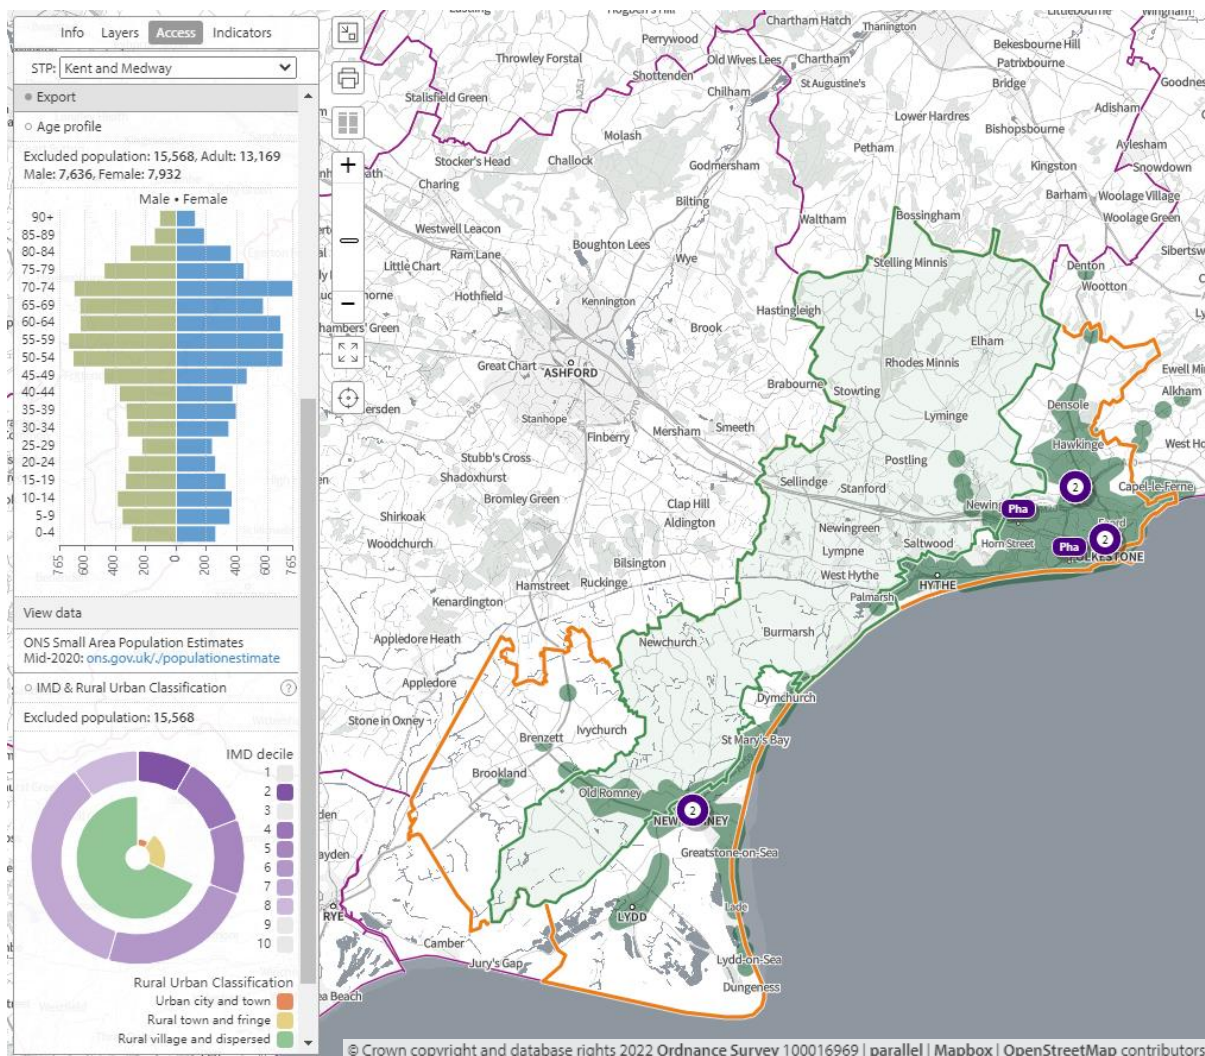 Info Layers Access Indicators
STP: Kent and Medway
Export
Age profile
Excluded population: 15,568, Adult: 13,169
Male: 7,636, Female: 7,932
Male • Female
90+
85-89
80-84
75-79
70-74
65-69
60-64
55-59
50-54
45-49
40-44
35-39
30-34
25-29
20-24
15-19
10-14
5-9
0-4
765 600 400 200 0 200 400 600 765
View data
ONS Small Area Population Estimates
Mid-2020: ons.gov.uk/./populationestimate
IMD & Rural Urban Classification ?
Excluded population: 15,568
IMD decile
1
2
3
4
5
6
7
8
9
10
Rural Urban Classification
Urban city and town
Rural town and fringe
Rural village and dispersed
Chartham Hatch
Thanington
Littlebourne
Wingham
Perrywood
Bekesbourne Hill
Throwley Forstal
Old Wives Lees
Chartham
Patrixbourne
Shottenden
St Augustine's
Bridge
Stalisfield Green
Chilham
Adisham
Lower Hardres
Molash
Bishopsbourne
Petham
Aylesham
Stocker's Head
Challock
Godmersham
Kingston
Snowdown
Charing
Barham
Woolage Village
Bilting
Waltham
Bossingham
Woolage Green
Westwell Leacon
Boughton Lees
Ram Lane
Wye
Stelling Minnis
Little Chart
Denton
Hothfield
Kennington
Wootton
Hastingleigh
Brook
Elham
Great Chart
ASHFORD
Rhodes Minnis
Brabourne
Stowting
Ewell Min
Alkham
Stanhope
Densole
Mersham
Smeeth
Lyminge
Finberry
Hawkinge
West Ho
Stubb's Cross
Postling
Shadoxhurst
Sellindge
Stanford
2
Capel-le-Ferne
Bromley Green
Clap Hill
Pha
Shirkoak
Aldington
Newingreen
Saltwood
Horn Street
Pha
2
Woodchurch
Lympne
Bilsington
West Hythe
HYTHE
Hamstreet
Ruckinge
Palmarsh
Kenardington
Appledore Heath
Newchurch
Burmarsh
Appledore
Dymchurch
Stone in Oxney
Ivychurch
Brenzett
St Mary's Bay
Brookland
Old Romney
2
Greatstone-on-Sea
RYE
LYDD
Lade
Camber
Jury's Gap
Lydd-on-Sea
Dungeness
© Crown copyright and database rights 2022 Ordnance Survey 100016969 | parallel | Mapbox | OpenStreetMap contributors